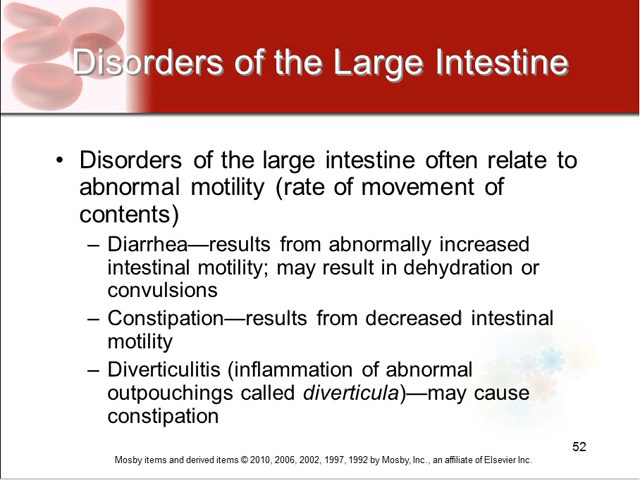 Disorders of the Large Intestine
• Disorders of the large intestine often relate to
abnormal motility (rate of movement of
contents)
– Diarrhea—results from abnormally increased
intestinal motility; may result in dehydration or
convulsions
– Constipation—results from decreased intestinal
motility
– Diverticulitis (inflammation of abnormal
outpouchings called diverticula)—may cause
constipation
52
Mosby items and derived items © 2010, 2006, 2002, 1997, 1992 by Mosby, Inc., an affiliate of Elsevier Inc.